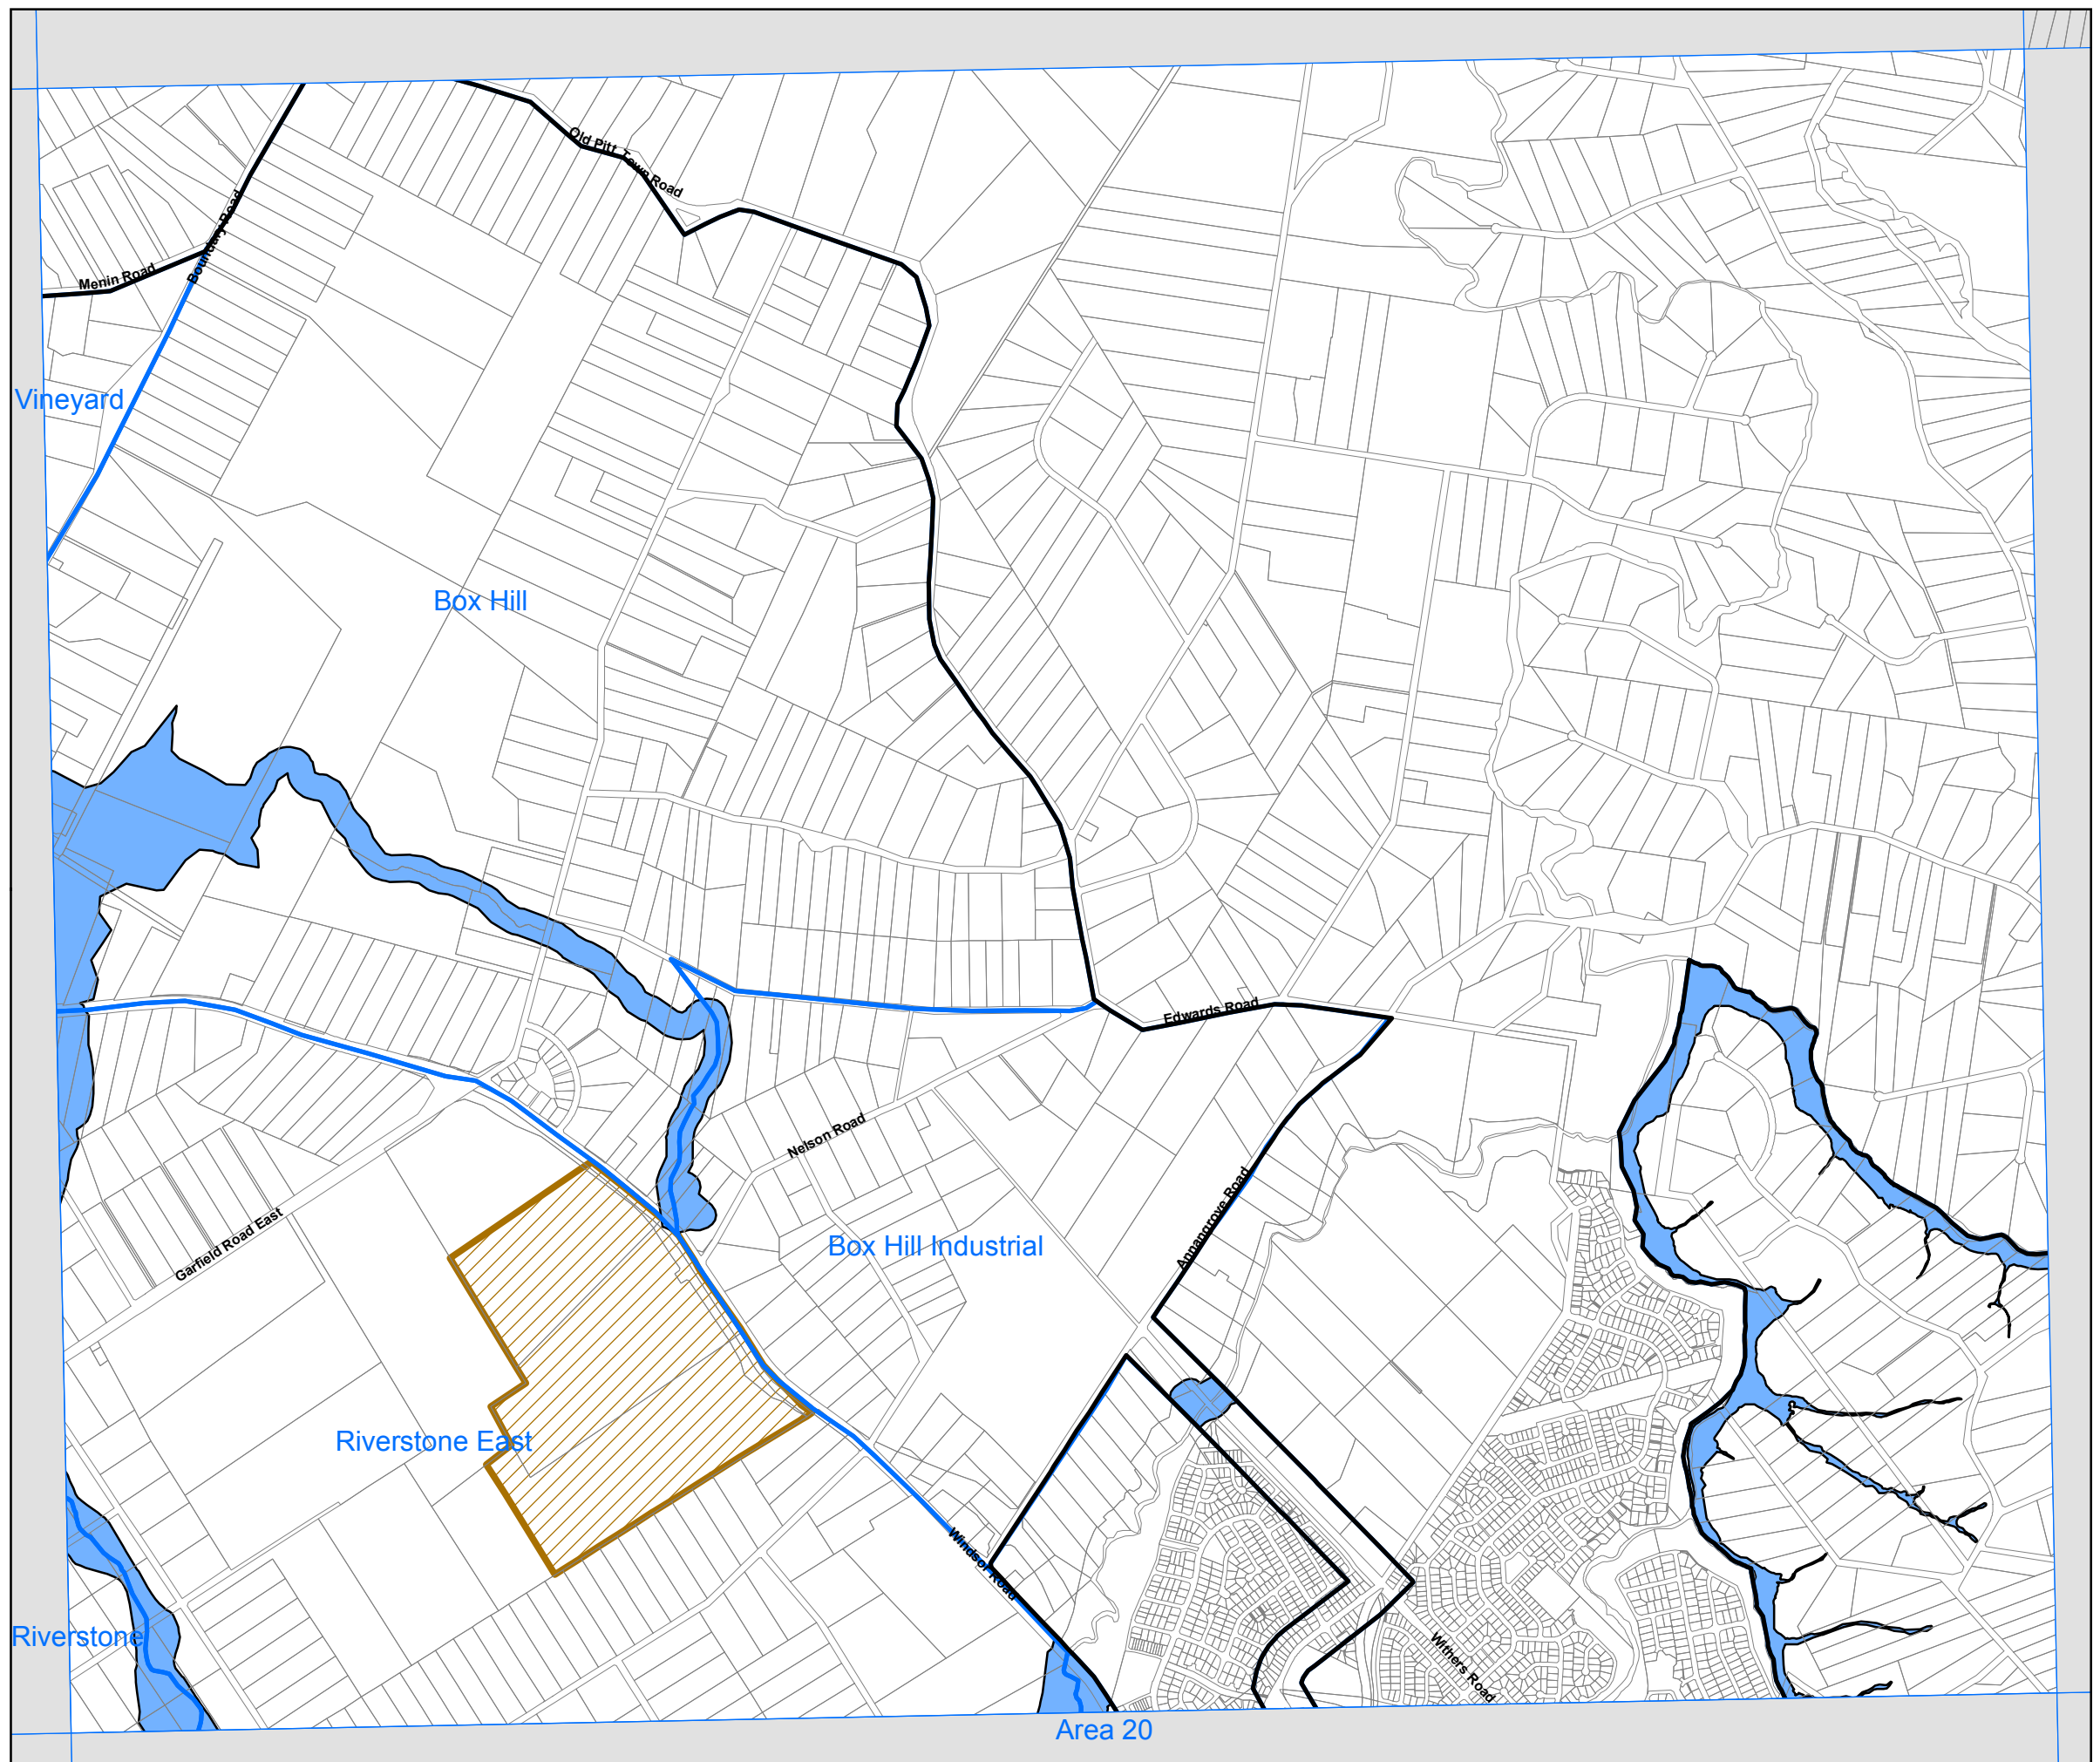 Old Pitt Town Road
Boundary Road
Menin Road
Vineyard
Box Hill
Edwards Road
Nelson Road
Annangrove Road
Garfield Road East
Box Hill Industrial
Riverstone East
Windsor Road
Riverstone
Withers Road
Area 20